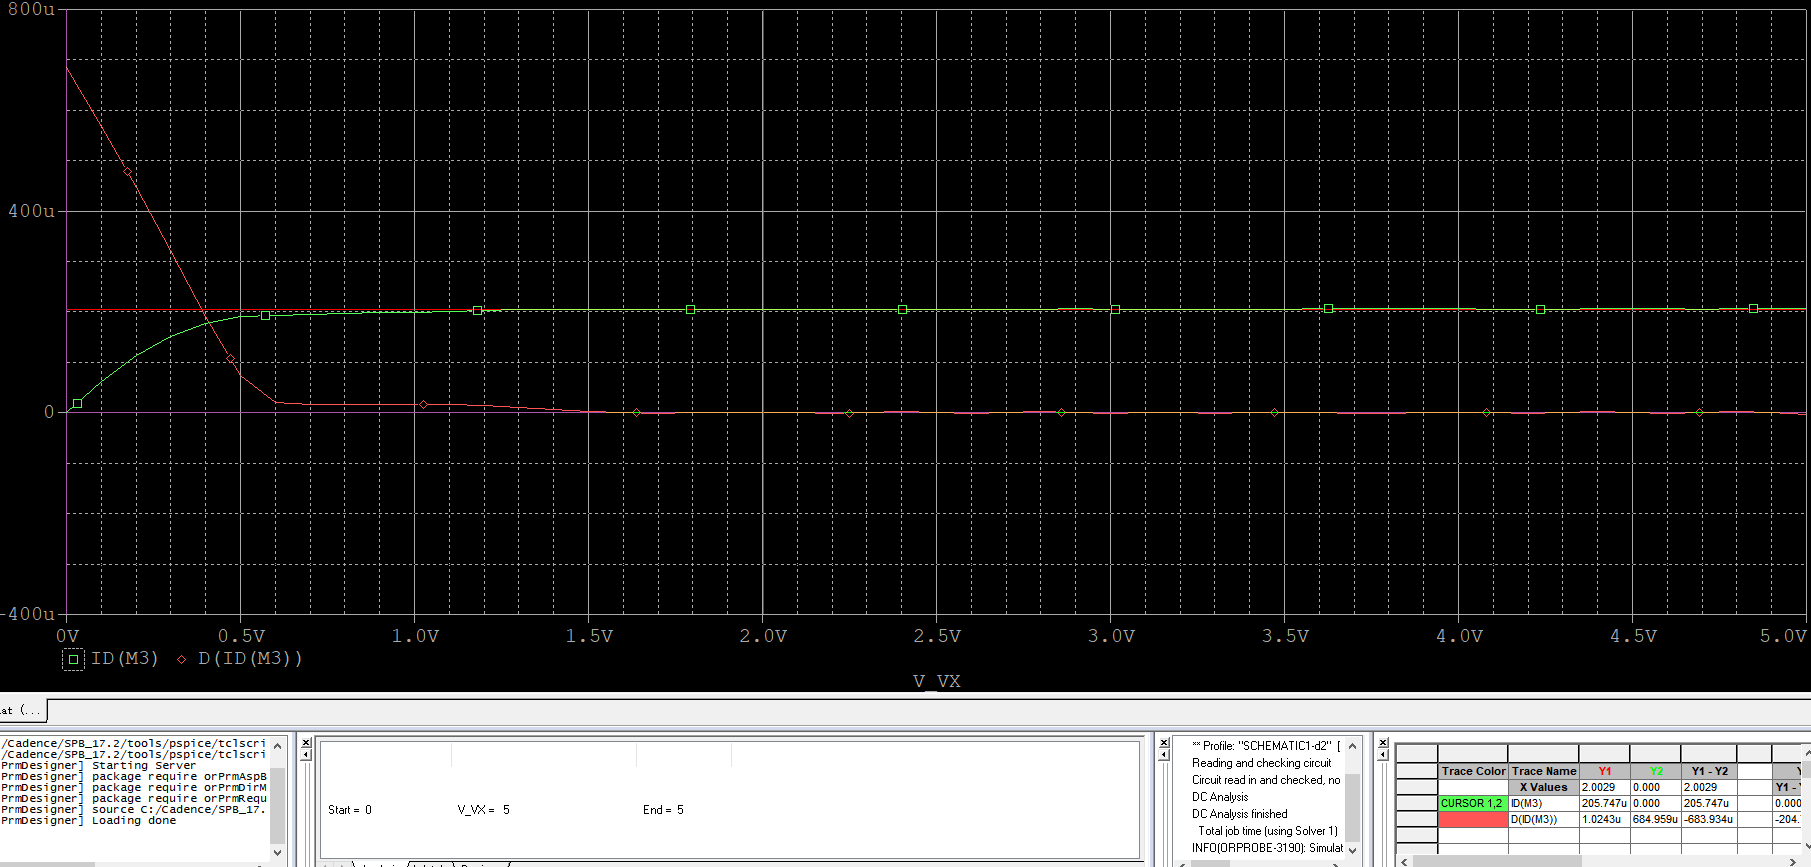 800u
400u
0
-400u
0V 0.5V 1.0V 1.5V 2.0V 2.5V 3.0V 3.5V 4.0V 4.5V 5.0V
ID(M3) D(ID(M3))
V_VX
at (...
/Cadence/SPB_17.2/tools/pspice/tclscri
/Cadence/SPB_17.2/tools/pspice/tclscri
PrmDesigner] Starting Server
PrmDesigner] package require orPrmAspB
PrmDesigner] package require orPrmDirM
PrmDesigner] package require orPrmRequ
PrmDesigner] source C:/Cadence/SPB_17.
PrmDesigner] Loading done
Start = 0 V_VX = 5 End = 5
** Profile: "SCHEMATIC1-d2" [
Reading and checking circuit
Circuit read in and checked, no
DC Analysis
DC Analysis finished
Total job time (using Solver 1)
INFO(ORPROBE-3190): Simulat
Trace Color Trace Name Y1 Y2 Y1 - Y2
X Values 2.0029 0.000 2.0029 Y1 -
CURSOR 1,2 ID(M3) 205.747u 0.000 205.747u 0.000
D(ID(M3)) 1.0243u 684.959u -683.934u -204.